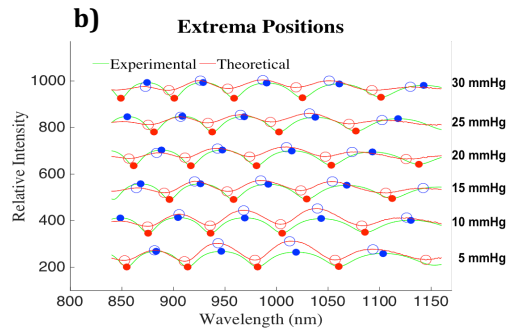 b)
Extrema Positions
Experimental Theoretical
Relative Intensity
1000
800
600
400
200
30 mmHg
25 mmHg
20 mmHg
15 mmHg
10 mmHg
5 mmHg
800 850 900 950 1000 1050 1100 1150
Wavelength (nm)